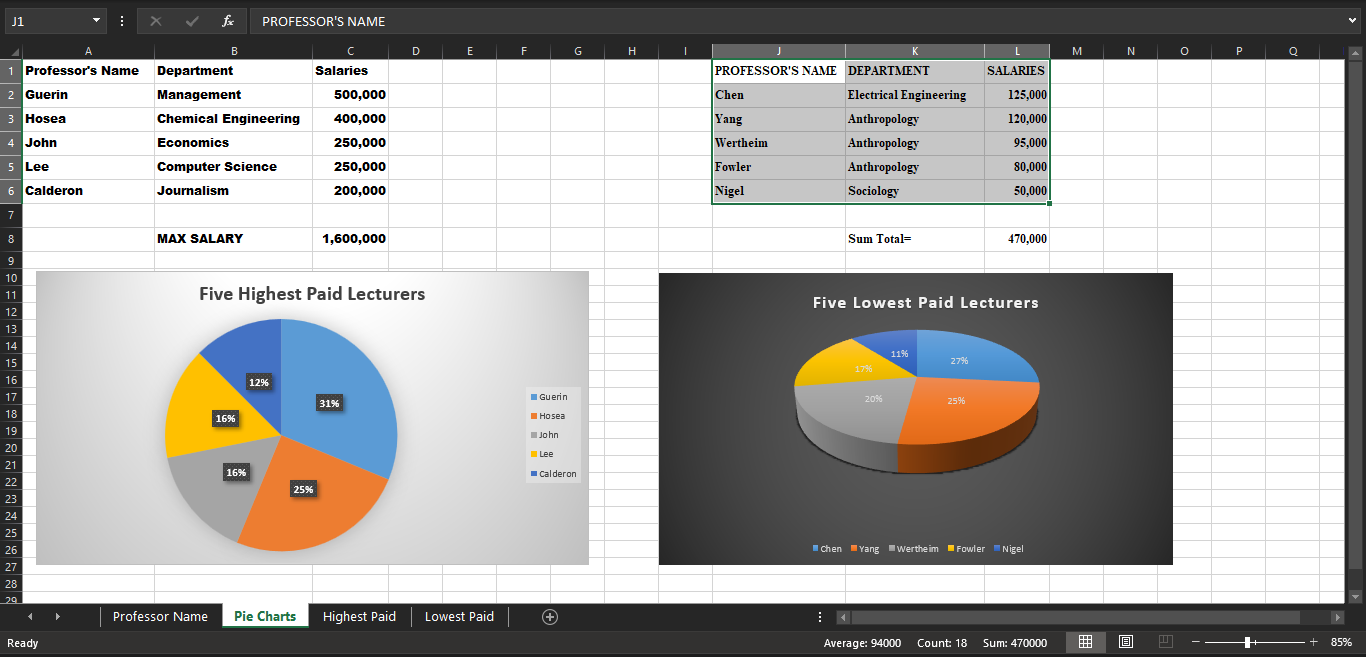 J1 fx PROFESSOR'S NAME
A B C D E F G H I J K L M N O P Q
1 Professor's Name Department Salaries PROFESSOR'S NAME DEPARTMENT SALARIES
2 Guerin Management 500,000 Chen Electrical Engineering 125,000
3 Hosea Chemical Engineering 400,000 Yang Anthropology 120,000
4 John Economics 250,000 Wertheim Anthropology 95,000
5 Lee Computer Science 250,000 Fowler Anthropology 80,000
6 Calderon Journalism 200,000 Nigel Sociology 50,000
7
8 MAX SALARY 1,600,000 Sum Total= 470,000
9
10
11
12
13
14
15
16
17
18
19
20
21
22
23
24
25
26
27
28
29
Five Highest Paid Lecturers
12%
31%
16%
16%
25%
Guerin
Hosea
John
Lee
Calderon
Five Lowest Paid Lecturers
11%
27%
17%
20%
25%
Chen Yang Wertheim Fowler Nigel
Professor Name Pie Charts Highest Paid Lowest Paid
Ready Average: 94000 Count: 18 Sum: 470000 85%